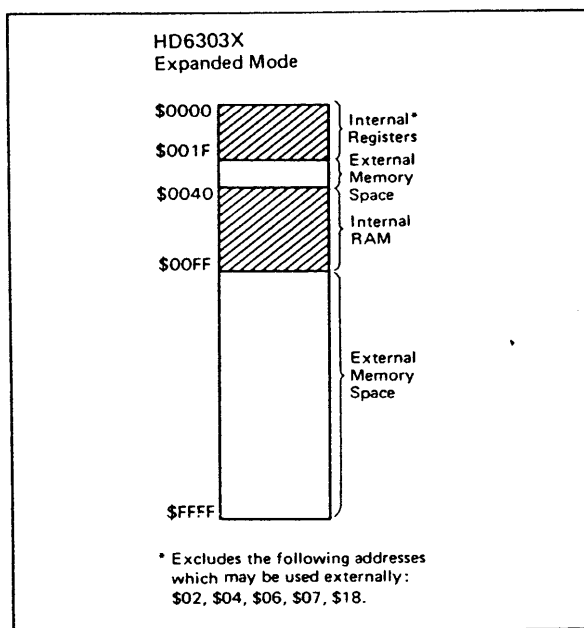 HD6303X
Expanded Mode
$0000
Internal*
Registers
$001F
External
Memory
Space
$0040
Internal
RAM
$00FF
External
Memory
Space
$FFFF
* Excludes the following addresses
which may be used externally:
$02, $04, $06, $07, $18.